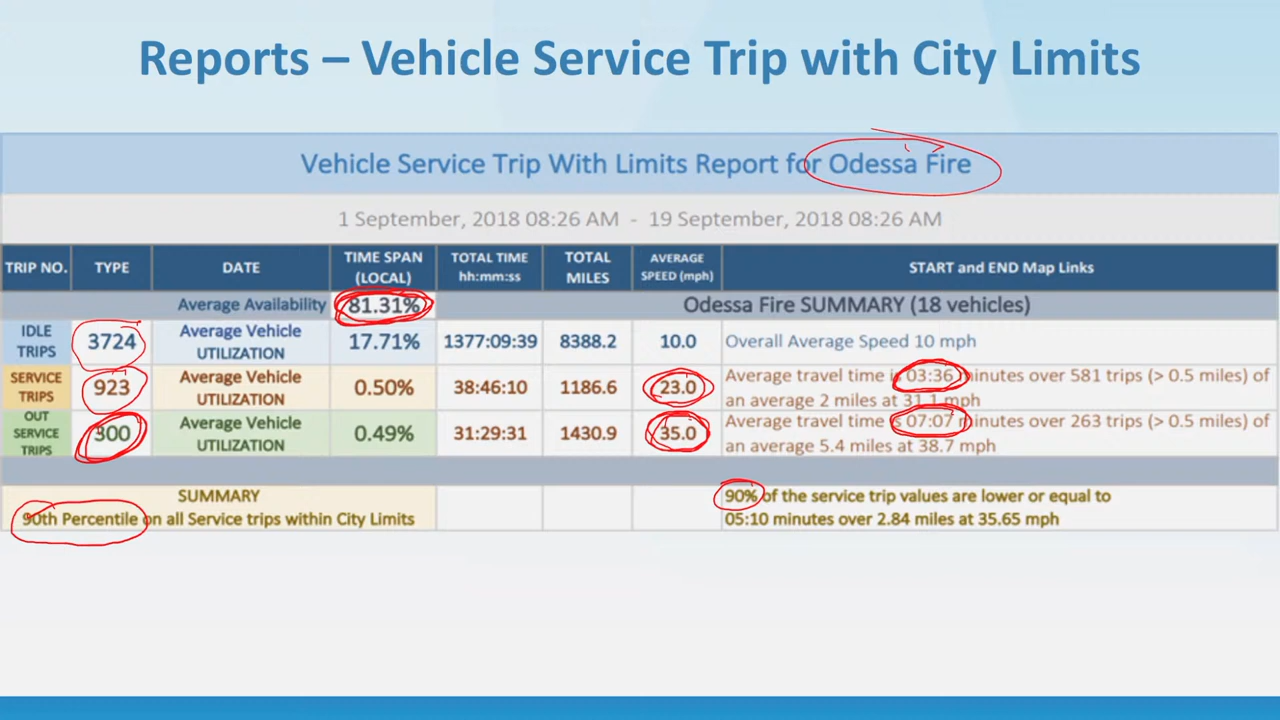 Reports – Vehicle Service Trip with City Limits
Vehicle Service Trip With Limits Report for Odessa Fire
1 September, 2018 08:26 AM - 19 September, 2018 08:26 AM
TRIP NO. TYPE DATE TIME SPAN (LOCAL) TOTAL TIME hh:mm:ss TOTAL MILES AVERAGE SPEED (mph) START and END Map Links
Average Availability 81.31% Odessa Fire SUMMARY (18 vehicles)
IDLE TRIPS 3724 Average Vehicle UTILIZATION 17.71% 1377:09:39 8388.2 10.0 Overall Average Speed 10 mph
SERVICE TRIPS 923 Average Vehicle UTILIZATION 0.50% 38:46:10 1186.6 23.0 Average travel time is 03:36 minutes over 581 trips (> 0.5 miles) of
an average 2 miles at 31.1 mph
OUT SERVICE TRIPS 300 Average Vehicle UTILIZATION 0.49% 31:29:31 1430.9 35.0 Average travel time is 07:07 minutes over 263 trips (> 0.5 miles) of
an average 5.4 miles at 38.7 mph
SUMMARY
90th Percentile on all Service trips within City Limits
90% of the service trip values are lower or equal to
05:10 minutes over 2.84 miles at 35.65 mph